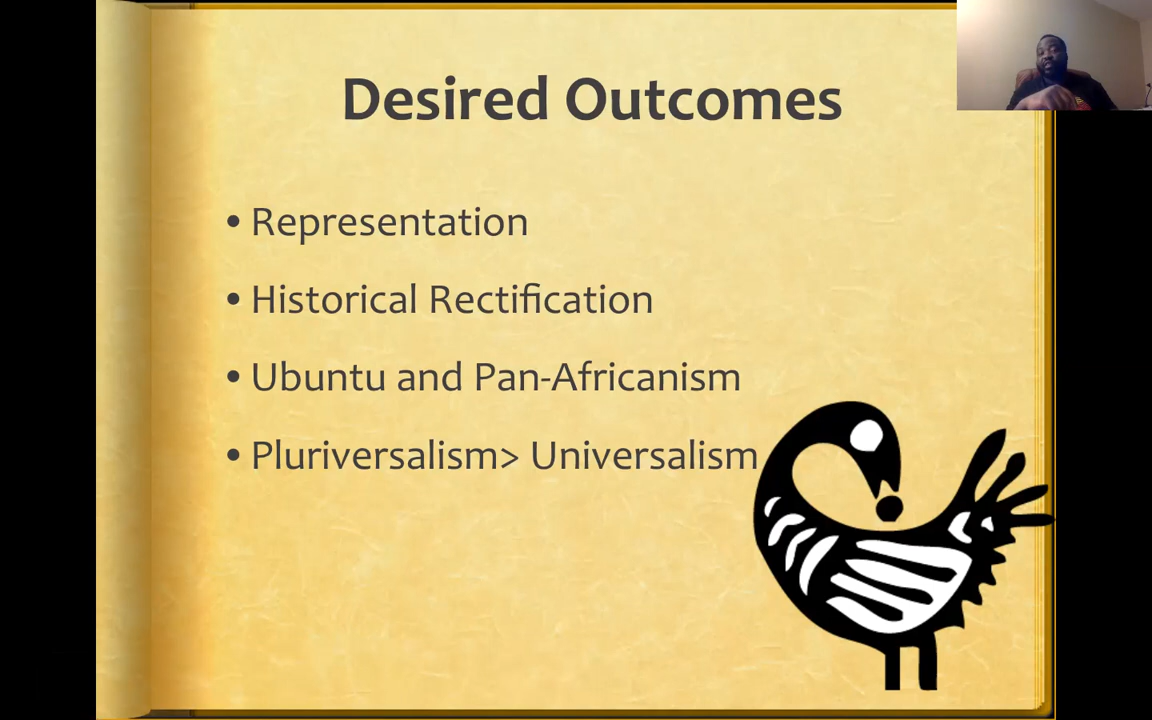 Desired Outcomes
• Representation
• Historical Rectification
• Ubuntu and Pan-Africanism
• Pluriversalism> Universalism